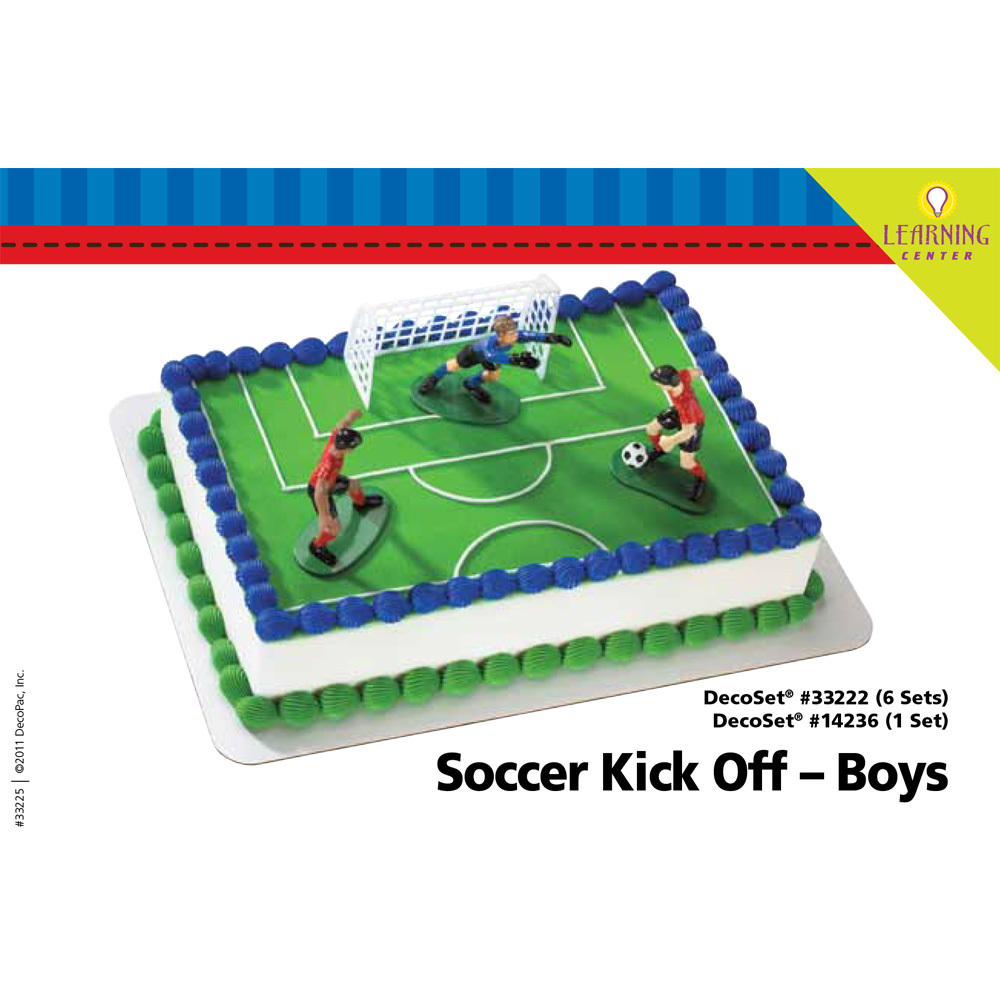 LEARNING
CENTER
DecoSet® #33222 (6 Sets)
DecoSet® #14236 (1 Set)
Soccer Kick Off – Boys
#33225 | ©2011 DecoPac, Inc.